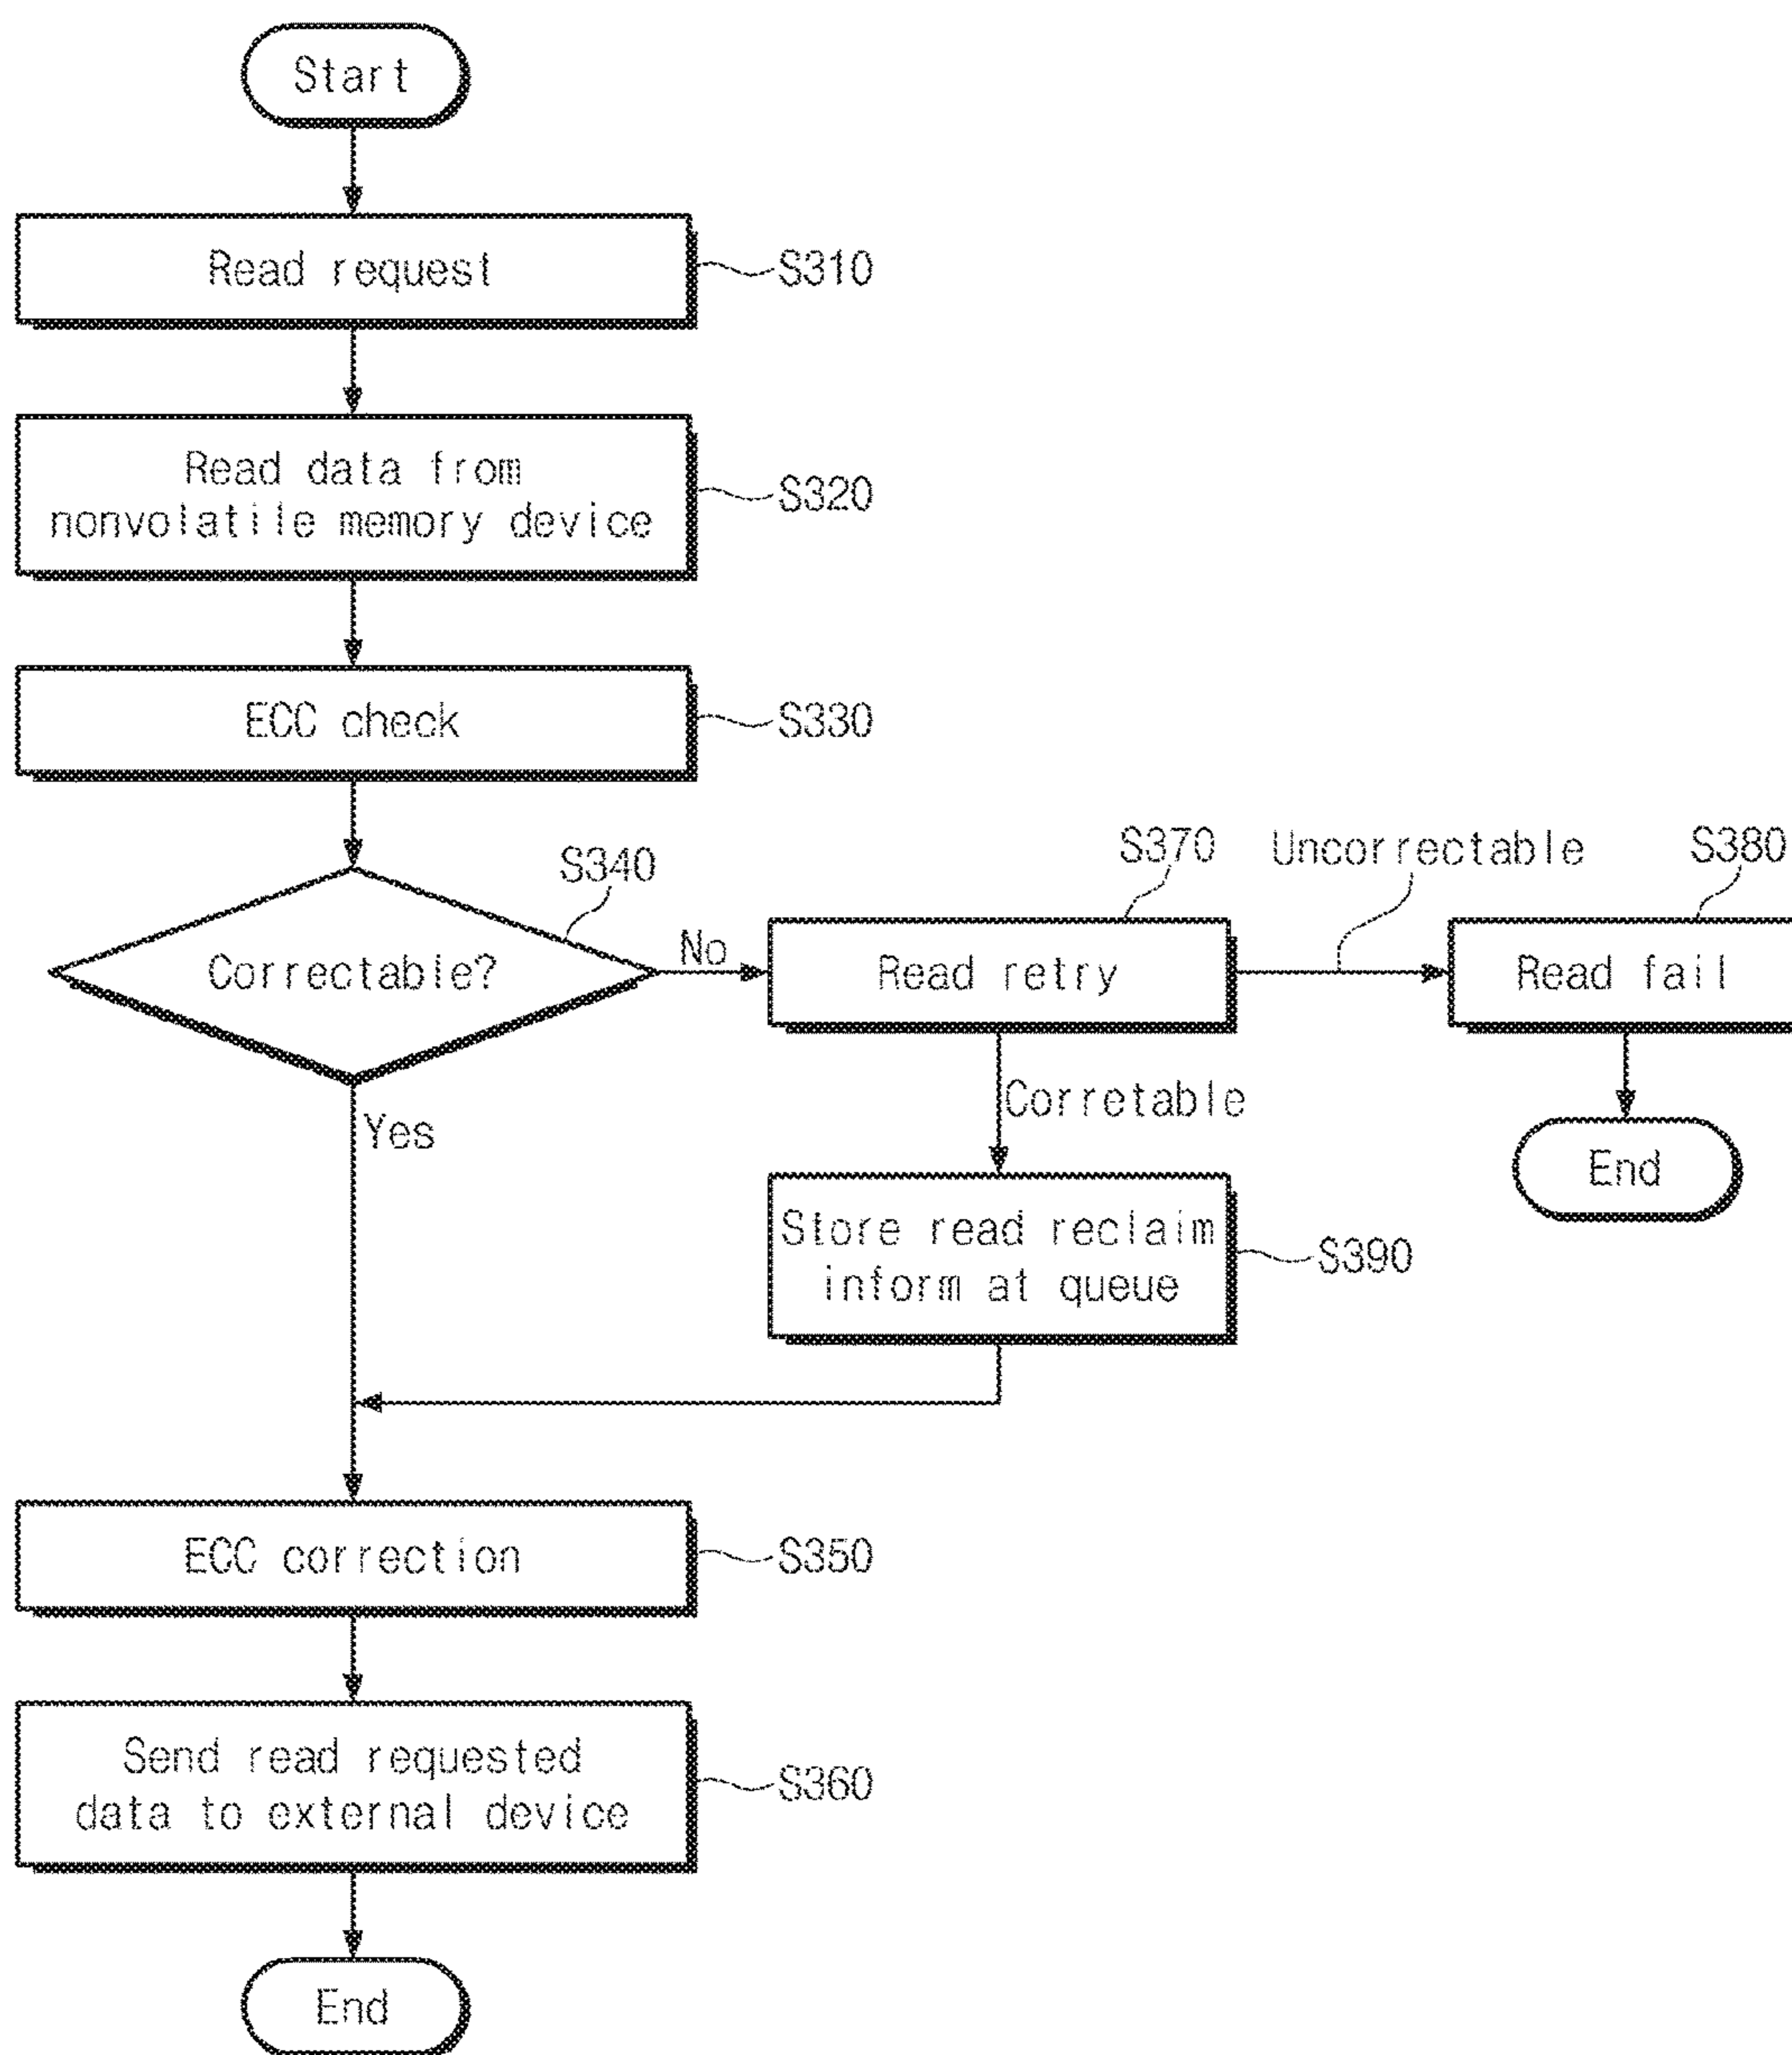 Start
Read request
S310
Read data from
nonvolatile memory device
S320
ECC check
S330
S340
Correctable?
No
Yes
S370
Read retry
Uncorrectable
S380
Read fail
End
Corretable
Store read reclaim
inform at queue
S390
ECC correction
S350
Send read requested
data to external device
S360
End